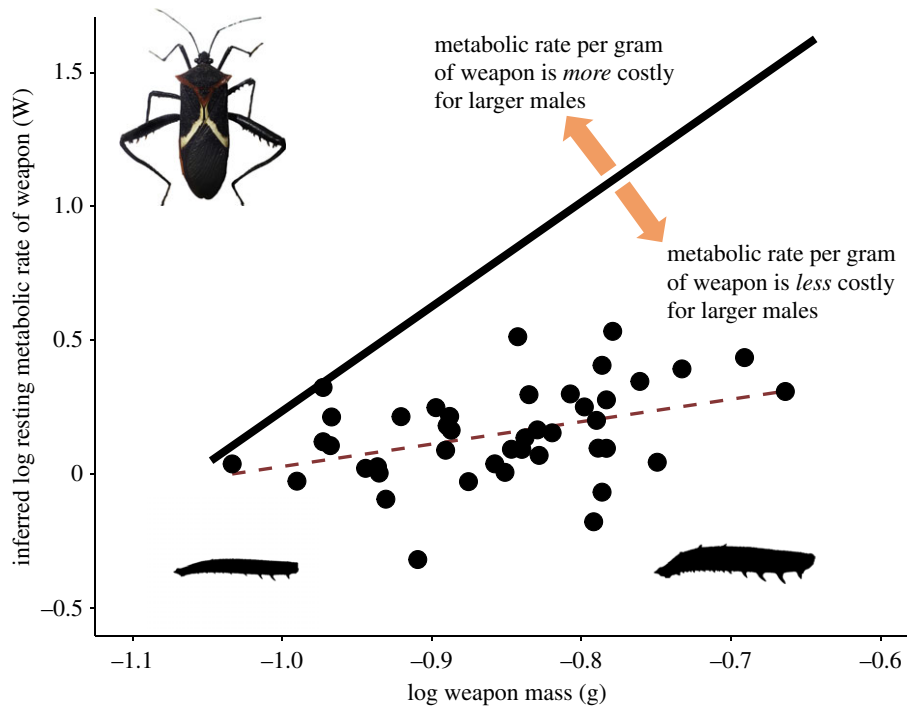 metabolic rate per gram
of weapon is more costly
for larger males
metabolic rate per gram
of weapon is less costly
for larger males
inferred log resting metabolic rate of weapon (W)
1.5
1.0
0.5
0
–0.5
–1.1
–1.0
–0.9
–0.8
–0.7
–0.6
log weapon mass (g)